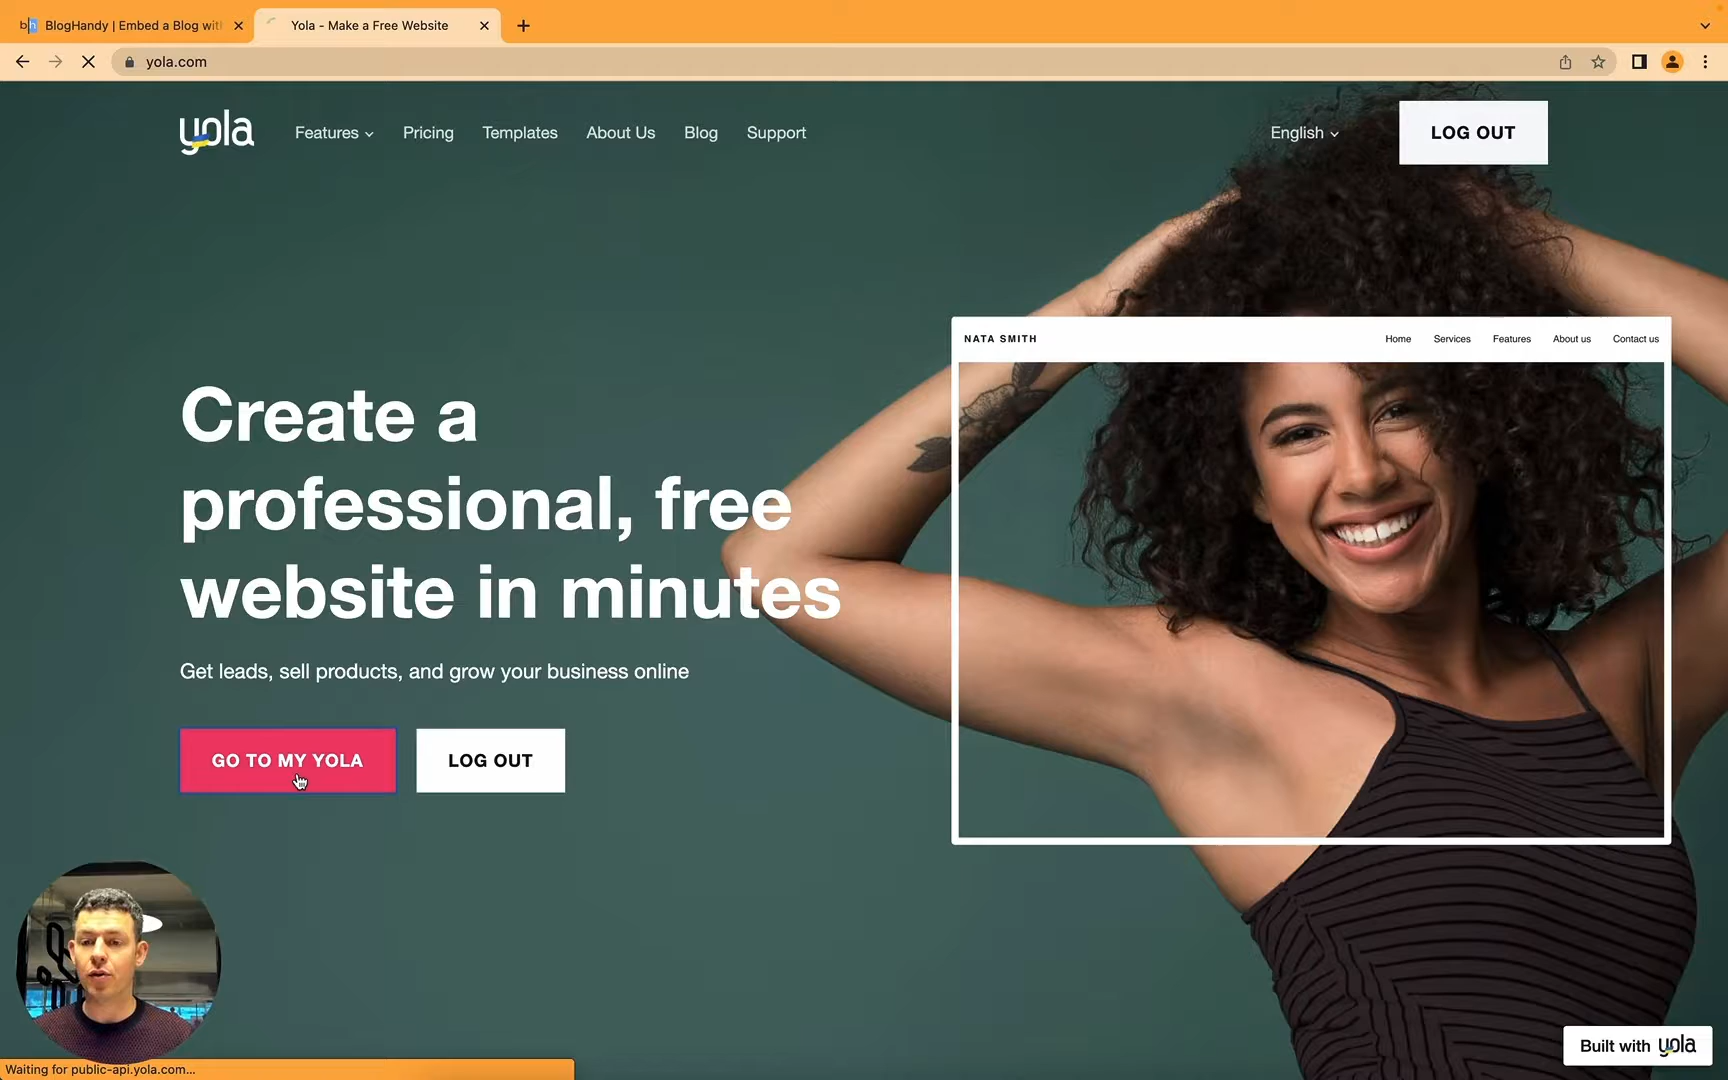 BlogHandy | Embed a Blog wit
Yola - Make a Free Website
yola.com
yola
Features
Pricing
Templates
About Us
Blog
Support
English
LOG OUT
NATA SMITH
Home
Services
Features
About us
Contact us
Create a
professional, free
website in minutes
Get leads, sell products, and grow your business online
GO TO MY YOLA
LOG OUT
Built with yola
Waiting for public-api.yola.com...